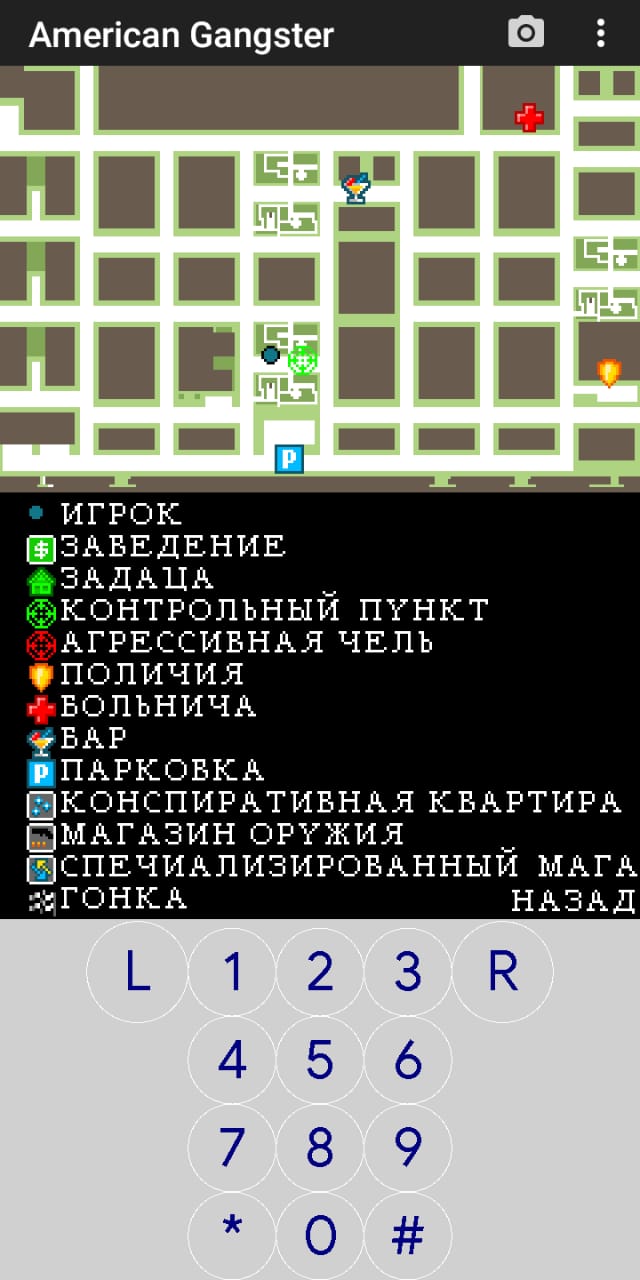 American Gangster
P
ИГРОК
$ ЗАВЕДЕНИЕ
ЗАДАЦА
КОНТРОЛЬНЫЙ ПУНКТ
АГРЕССИВНАЯ ЧЕЛЬ
ПОЛИЧИЯ
БОЛЬНИЧА
БАР
P ПАРКОВКА
КОНСПИРАТИВНАЯ КВАРТИРА
МАГАЗИН ОРУЖИЯ
СПЕЧИАЛИЗИРОВАННЫЙ МАГА
ГОНКА НАЗАД
L 1 2 3 R
4 5 6
7 8 9
* 0 #